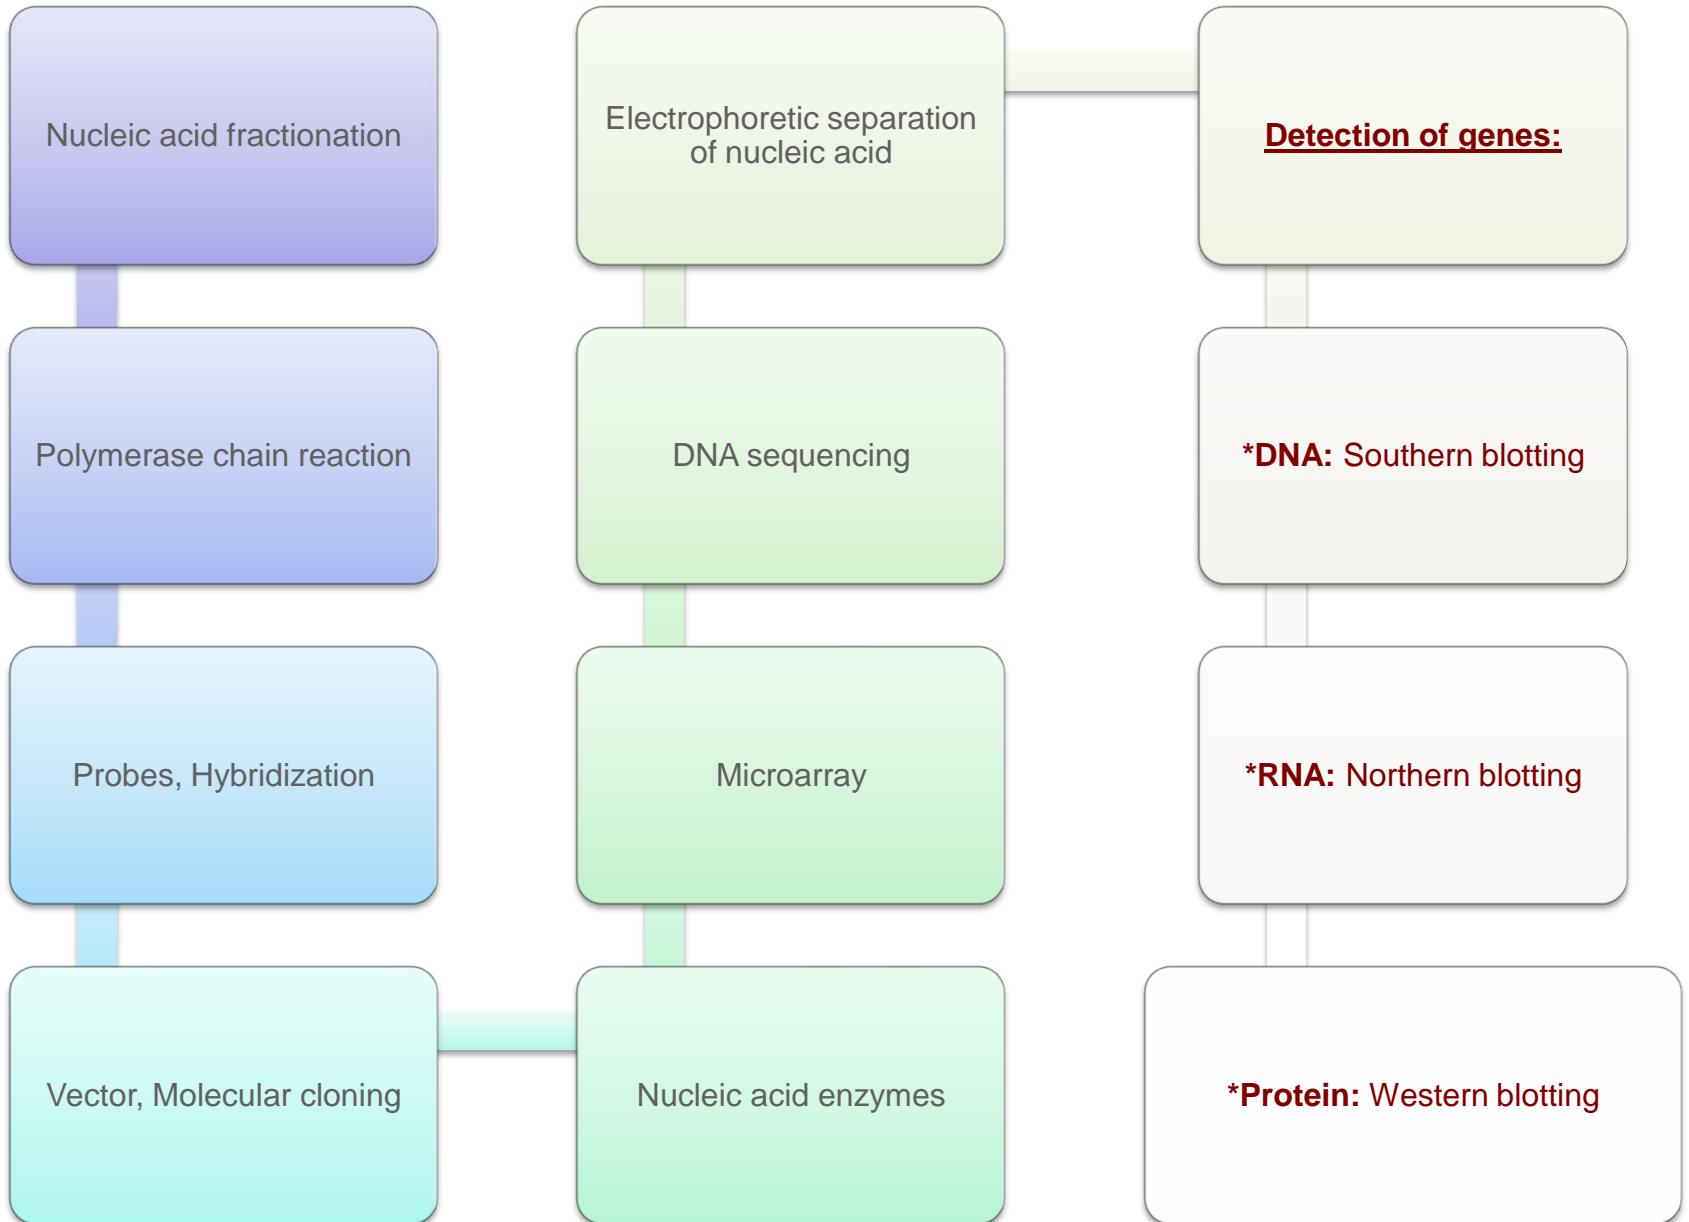 Nucleic acid fractionation
Polymerase chain reaction
Probes, Hybridization
Vector, Molecular cloning
Nucleic acid enzymes
Microarray
DNA sequencing
Electrophoretic separation
of nucleic acid
Detection of genes:
*DNA: Southern blotting
*RNA: Northern blotting
*Protein: Western blotting